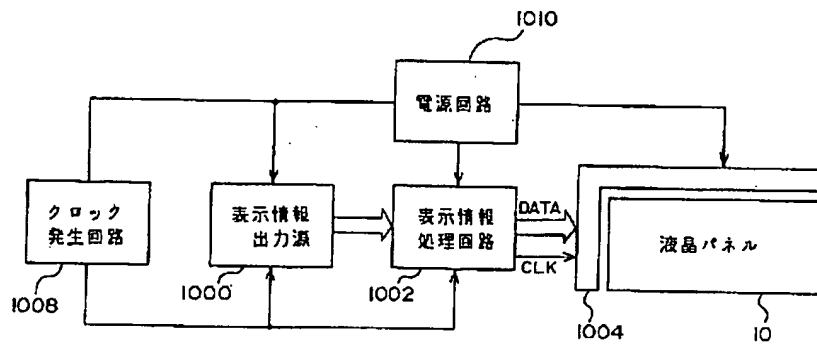 1010
電源回路
クロック
発生回路
1008
表示情報
出力源
1000
表示情報
処理回路
1002
DATA
CLK
液晶パネル
1004
10